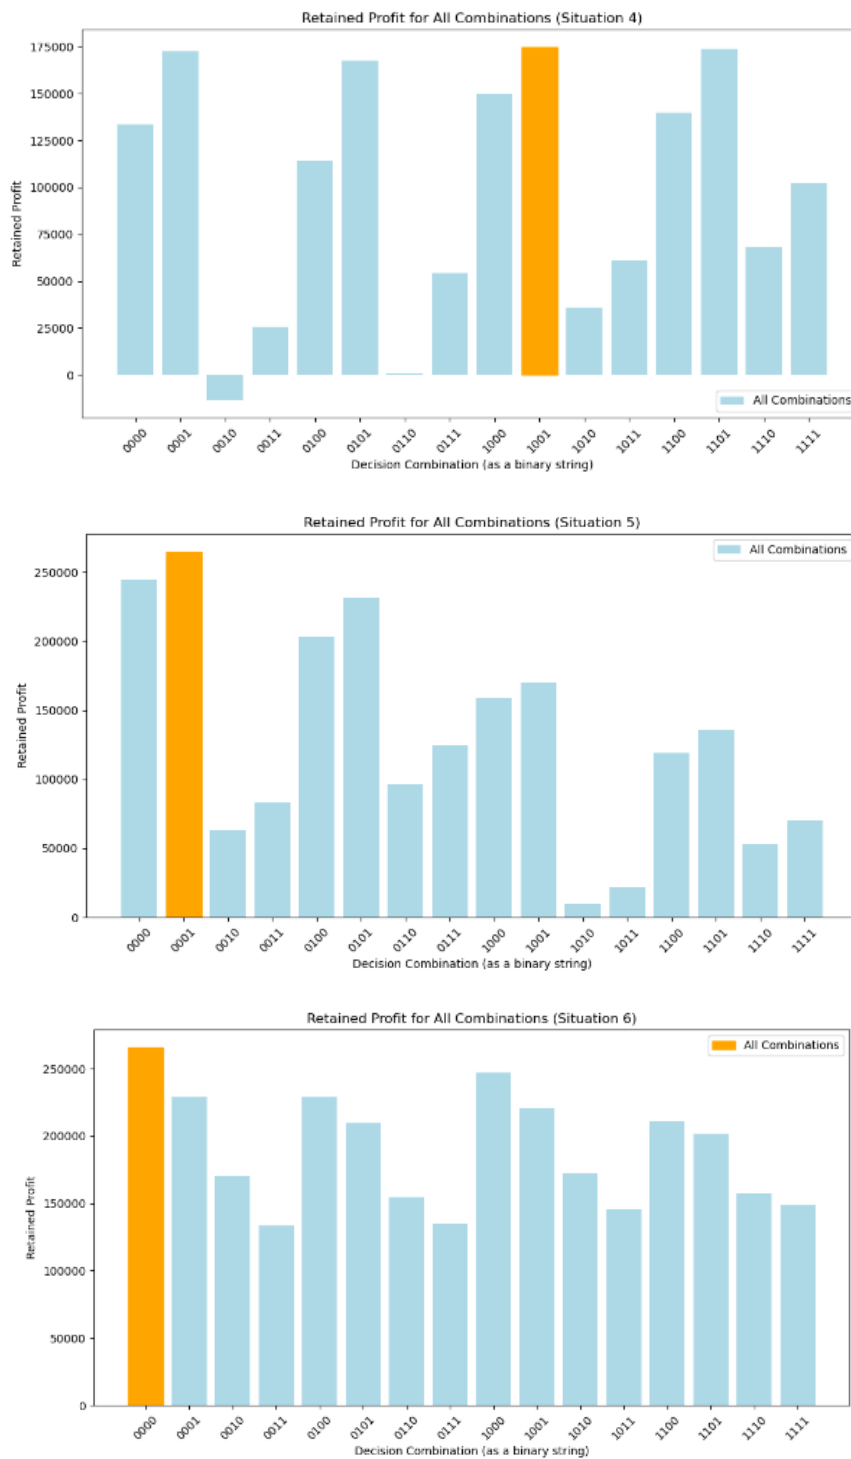 Retained Profit for All Combinations (Situation 4)
175000
150000
125000
100000
75000
50000
25000
0
Retained Profit
All Combinations
0000 0001 0010 0011 0100 0101 0110 0111 1000 1001 1010 1011 1100 1101 1110 1111
Decision Combination (as a binary string)
Retained Profit for All Combinations (Situation 5)
All Combinations
250000
200000
150000
100000
50000
0
Retained Profit
0000 0001 0010 0011 0100 0101 0110 0111 1000 1001 1010 1011 1100 1101 1110 1111
Decision Combination (as a binary string)
Retained Profit for All Combinations (Situation 6)
All Combinations
250000
200000
150000
100000
50000
0
Retained Profit
0000 0001 0010 0011 0100 0101 0110 0111 1000 1001 1010 1011 1100 1101 1110 1111
Decision Combination (as a binary string)